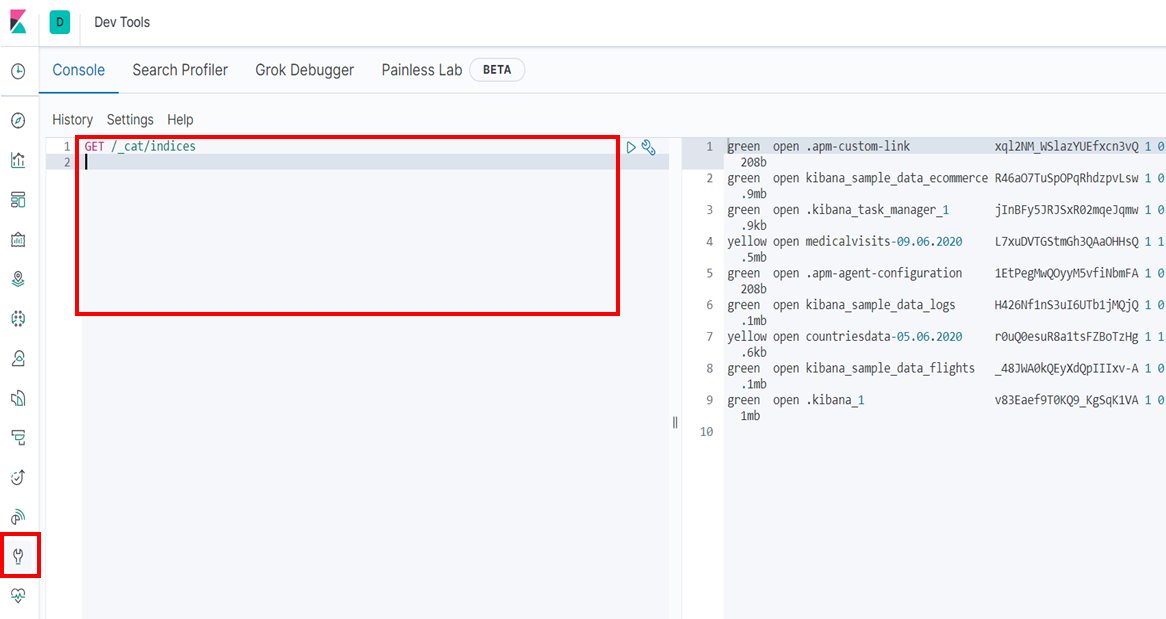 D Dev Tools
Console Search Profiler Grok Debugger Painless Lab BETA
History Settings Help
1 GET /_cat/indices
2
1 green open .apm-custom-link xql2NM_WSlazYUEfxcn3vQ 1 0
208b
2 green open kibana_sample_data_ecommerce R46aO7TuSpOPqRhdzpvLsw 1 0
.9mb
3 green open .kibana_task_manager_1 jInBFy5JRJSxR02mqeJqmw 1 0
.9kb
4 yellow open medicalvisits-09.06.2020 L7xuDVTGStmGh3QAaOHHsQ 1 1
.5mb
5 green open .apm-agent-configuration 1EtPegMwQOyyM5vfiNbmFA 1 0
208b
6 green open kibana_sample_data_logs H426Nf1nS3uI6UTb1jMQjQ 1 0
.1mb
7 yellow open countriesdata-05.06.2020 r0uQ0esuR8a1tsFZBoTzHg 1 1
.6kb
8 green open kibana_sample_data_flights _48JWA0kQEyXdQpIIIxv-A 1 0
.1mb
9 green open .kibana_1 v83Eaef9T0KQ9_KgSqK1VA 1 0
1mb
10